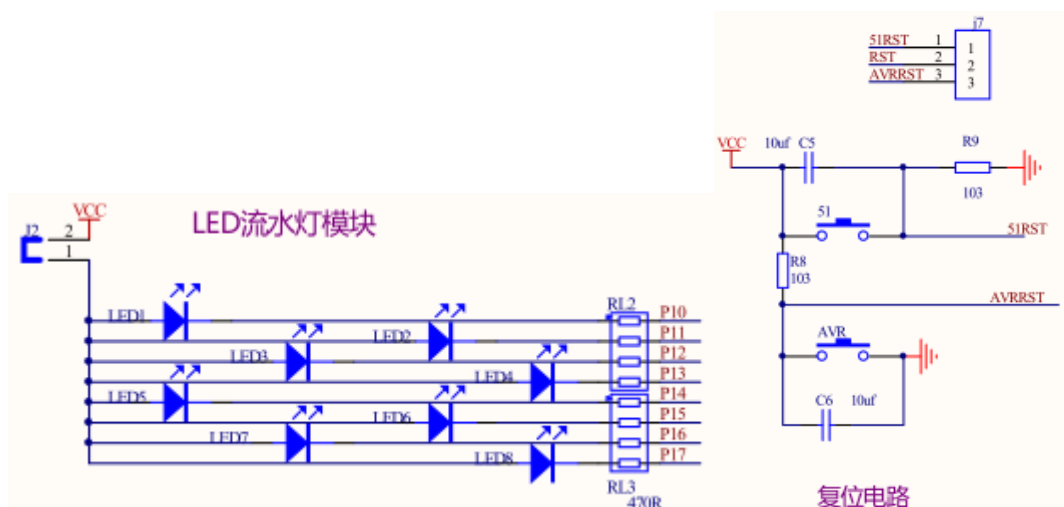 j7
51RST 1 1
RST 2 2
AVRRST 3 3
VCC 10uf C5 R9
103
51
51RST
R8
103
AVRRST
AVR
C6 10uf
复位电路
VCC
LED流水灯模块
J2 2
1
LED1 RL2 P10
LED2 P11
LED3 P12
LED4 P13
LED5 P14
LED6 P15
LED7 P16
LED8 P17
RL3
470R